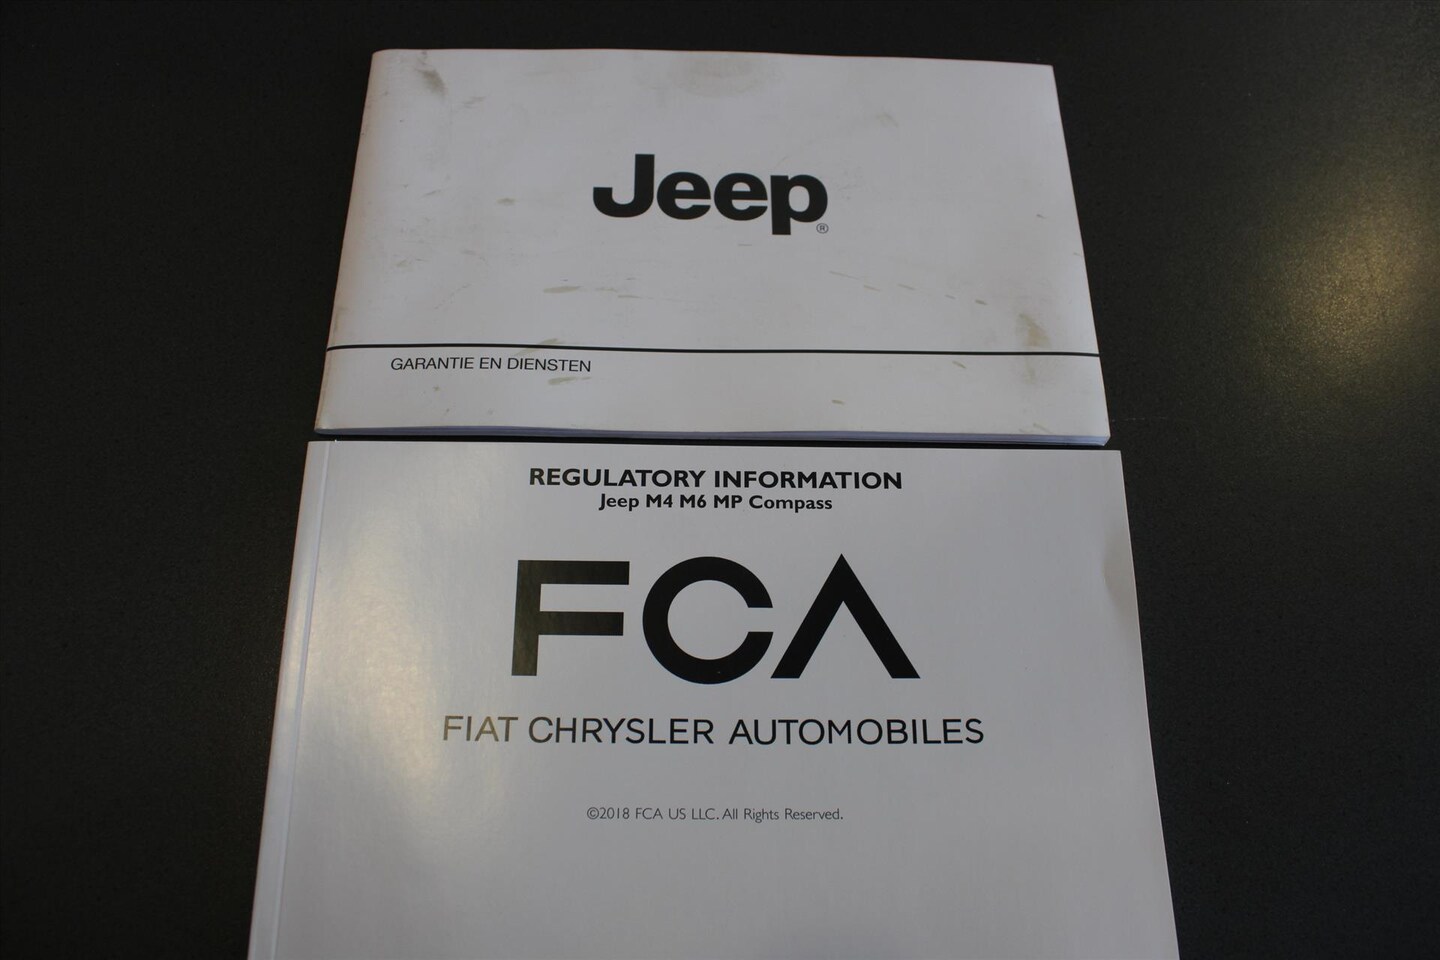 Jeep®
GARANTIE EN DIENSTEN
REGULATORY INFORMATION
Jeep M4 M6 MP Compass
FCA
FIAT CHRYSLER AUTOMOBILES
©2018 FCA US LLC. All Rights Reserved.